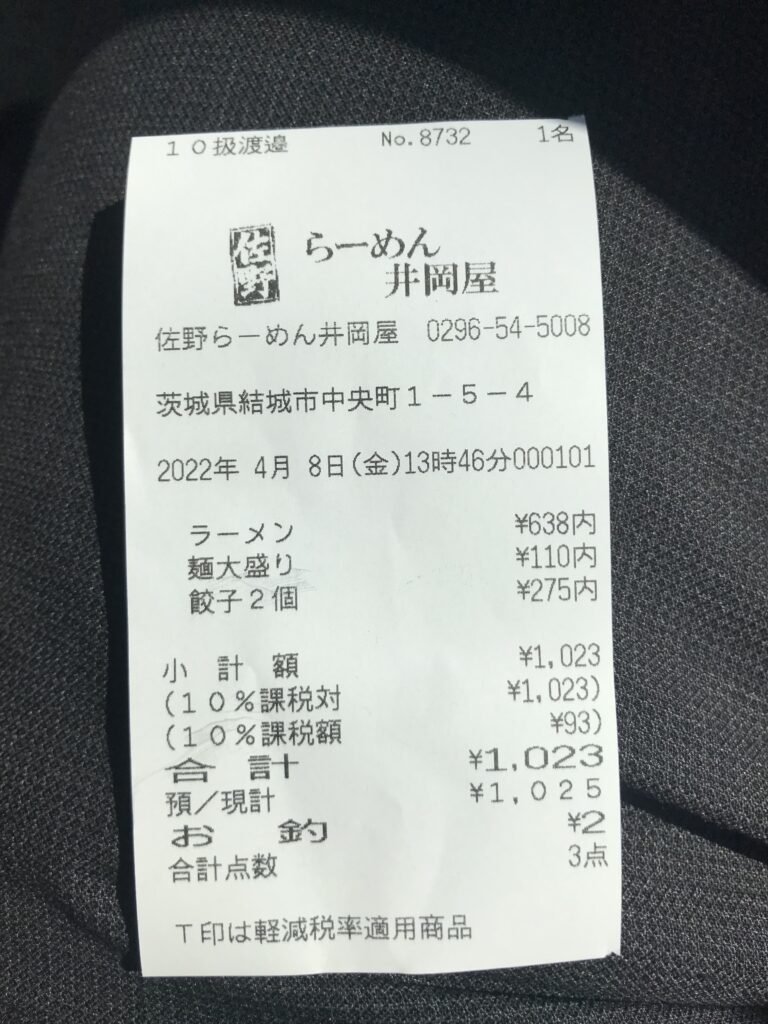 １０扱渡邉 No.8732 1名
佐野 らーめん
井岡屋
佐野らーめん井岡屋 0296-54-5008
茨城県結城市中央町１－５－４
2022年 4月 8日(金)13時46分000101
ラーメン ¥638内
麺大盛り ¥110内
餃子２個 ¥275内
小 計 額 ¥1,023
(１０％課税対 ¥1,023)
(１０％課税額 ¥93)
合 計 ¥1,023
預／現計 ¥1,025
お 釣 ¥2
合計点数 3点
Ｔ印は軽減税率適用商品